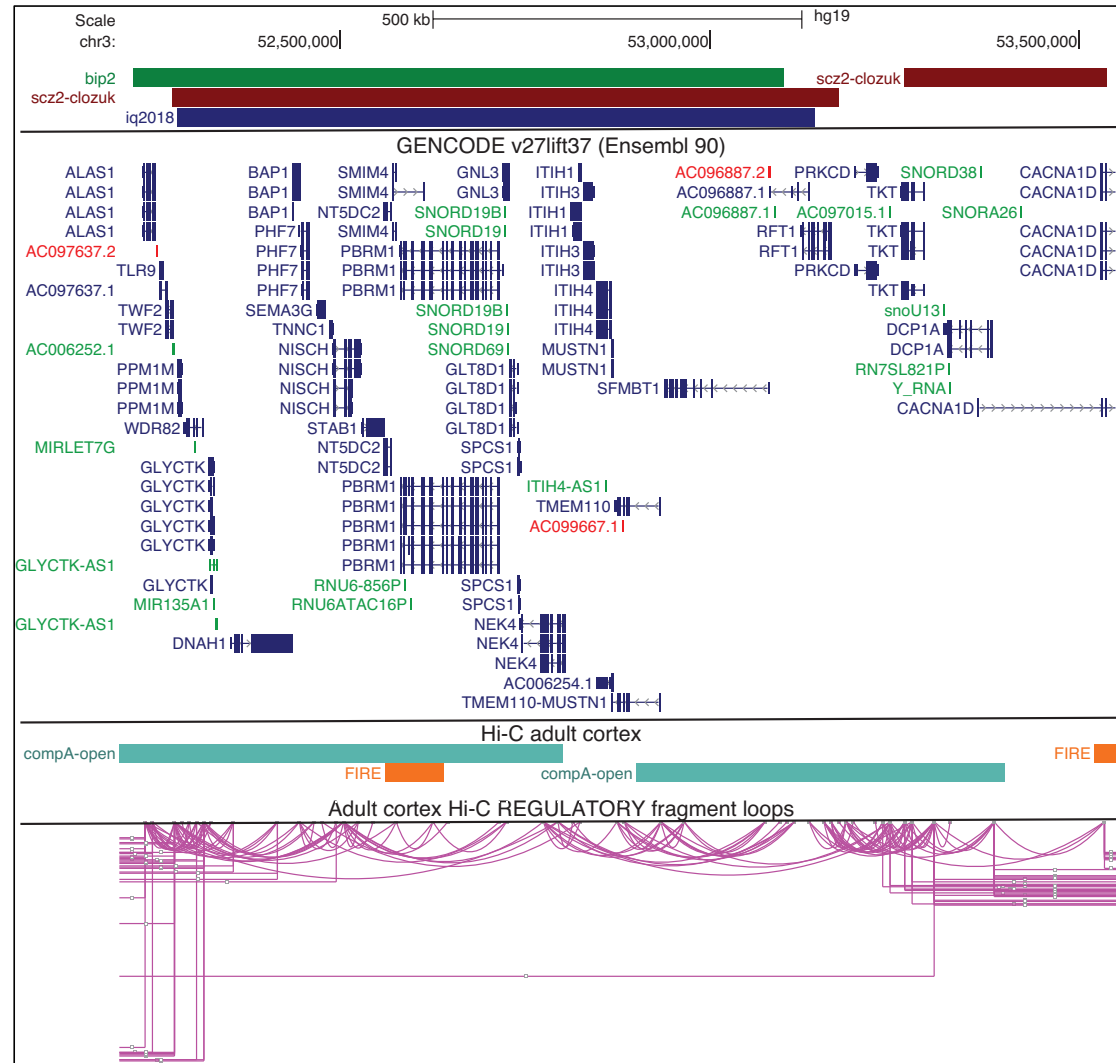 Scale 500 kb hg19
chr3: 52,500,000 53,000,000 53,500,000
bip2 scz2-clozuk
scz2-clozuk
iq2018
GENCODE v27lift37 (Ensembl 90)
ALAS1 BAP1 SMIM4 GNL3 ITIH1 AC096887.2 PRKCD SNORD38 CACNA1D
ALAS1 BAP1 SMIM4 GNL3 ITIH3 AC096887.1 TKT CACNA1D
ALAS1 BAP1 NT5DC2 SNORD19B ITIH1 AC096887.1 AC097015.1 SNORA26 CACNA1D
ALAS1 PHF7 SMIM4 SNORD19 ITIH1 RFT1 TKT CACNA1D
AC097637.2 PHF7 PBRM1 ITIH3 RFT1 TKT CACNA1D
TLR9 PHF7 PBRM1 ITIH3 PRKCD CACNA1D
AC097637.1 PHF7 PBRM1 ITIH4 TKT
TWF2 SEMA3G SNORD19B ITIH4 snoU13
TWF2 TNNC1 SNORD19 ITIH4 DCP1A
AC006252.1 NISCH SNORD69 MUSTN1 DCP1A
PPM1M NISCH GLT8D1 MUSTN1 RN7SL821P
PPM1M NISCH GLT8D1 SFMBT1 Y_RNA
PPM1M NISCH GLT8D1 CACNA1D
WDR82 STAB1 GLT8D1
MIRLET7G NT5DC2 SPCS1
GLYCTK NT5DC2 SPCS1
GLYCTK PBRM1 ITIH4-AS1
GLYCTK PBRM1 TMEM110
GLYCTK PBRM1 AC099667.1
GLYCTK PBRM1
GLYCTK-AS1 PBRM1
GLYCTK RNU6-856P SPCS1
MIR135A1 RNU6ATAC16P SPCS1
GLYCTK-AS1 NEK4
DNAH1 NEK4
NEK4
AC006254.1
TMEM110-MUSTN1
Hi-C adult cortex
compA-open FIRE
FIRE compA-open
Adult cortex Hi-C REGULATORY fragment loops